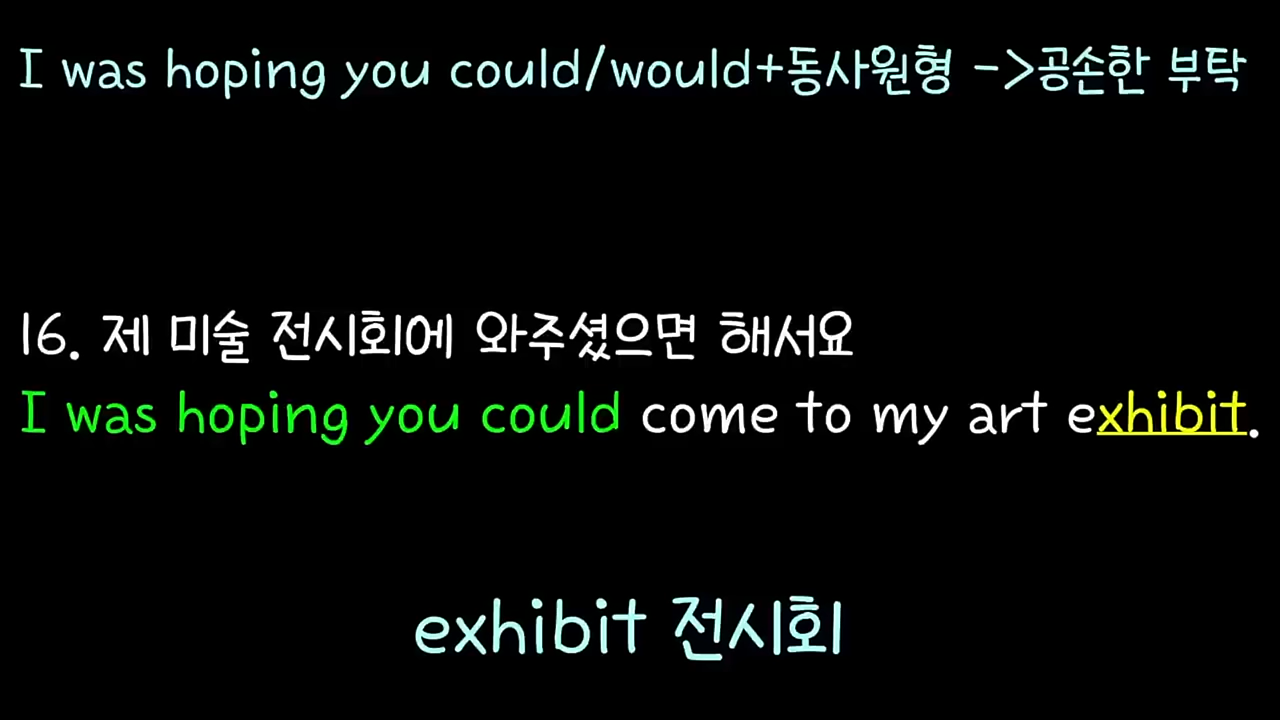 I was hoping you could/would+동사원형 ->공손한 부탁
16. 제 미술 전시회에 와주셨으면 해서요
I was hoping you could come to my art exhibit.
exhibit 전시회